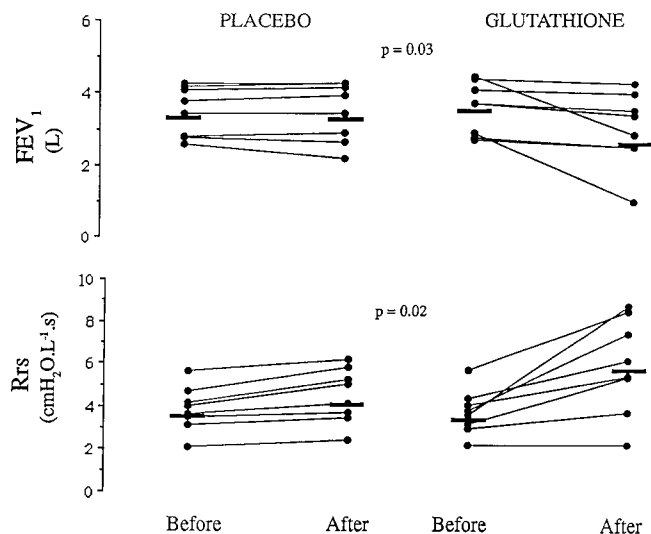 PLACEBO
GLUTATHIONE
p = 0.03
FEV₁
(L)
6
4
2
0
p = 0.02
Rrs
(cmH₂O.L⁻¹.s)
10
8
6
4
2
0
Before
After
Before
After